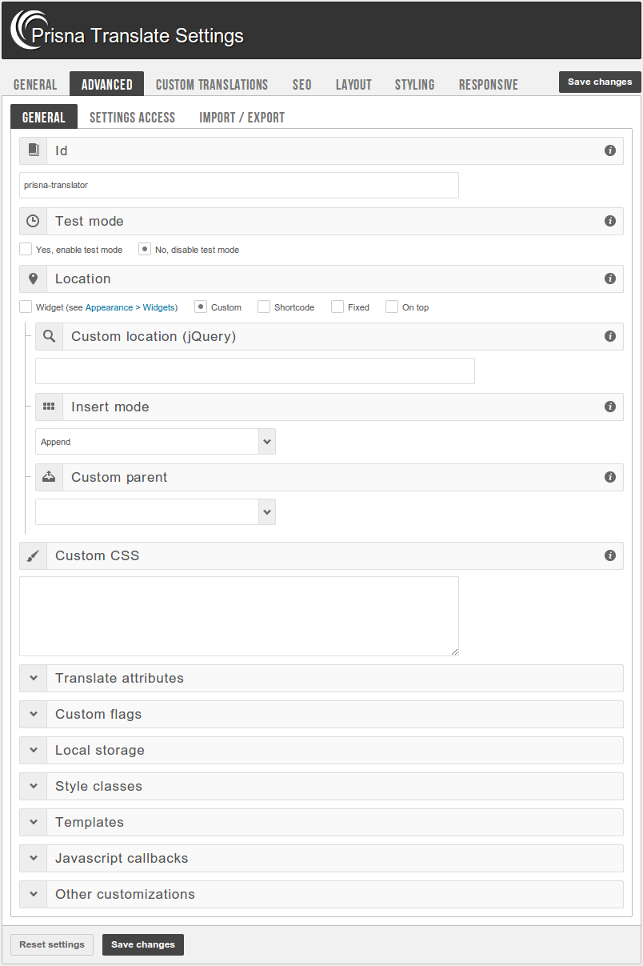 Prisna Translate Settings
GENERAL ADVANCED CUSTOM TRANSLATIONS SEO LAYOUT STYLING RESPONSIVE Save changes
GENERAL SETTINGS ACCESS IMPORT / EXPORT
Id
prisna-translator
Test mode
Yes, enable test mode No, disable test mode
Location
Widget (see Appearance > Widgets) Custom Shortcode Fixed On top
Custom location (jQuery)
Insert mode
Append
Custom parent
Custom CSS
Translate attributes
Custom flags
Local storage
Style classes
Templates
Javascript callbacks
Other customizations
Reset settings Save changes